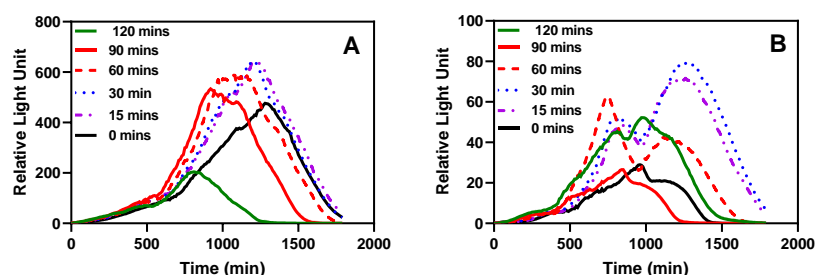 A
Relative Light Unit
800
600
400
200
0
120 mins
90 mins
60 mins
30 min
15 mins
0 mins
0
500
1000
1500
2000
Time (min)
B
Relative Light Unit
100
80
60
40
20
0
120 mins
90 mins
60 mins
30 min
15 mins
0 mins
0
500
1000
1500
2000
Time (min)